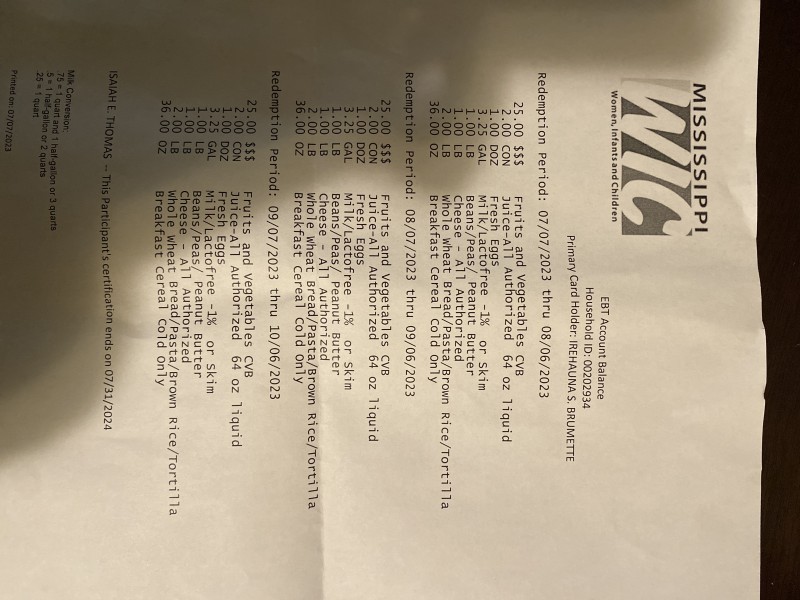 MISSISSIPPI
WIC
Women, Infants and Children
EBT Account Balance
Household ID: 00202934
Primary Card Holder: IREHAUNA S. BRUMETTE
Redemption Period: 07/07/2023 thru 08/06/2023
25.00 $$$ Fruits and Vegetables CVB
2.00 CON Juice-All Authorized 64 oz liquid
1.00 DOZ Fresh Eggs
3.25 GAL Milk/Lactofree -1% or Skim
1.00 LB Beans/Peas/ Peanut Butter
1.00 LB Cheese - All Authorized
2.00 LB Whole Wheat Bread/Pasta/Brown Rice/Tortilla
36.00 OZ Breakfast Cereal Cold Only
Redemption Period: 08/07/2023 thru 09/06/2023
25.00 $$$ Fruits and Vegetables CVB
2.00 CON Juice-All Authorized 64 oz liquid
1.00 DOZ Fresh Eggs
3.25 GAL Milk/Lactofree -1% or Skim
1.00 LB Beans/Peas/ Peanut Butter
1.00 LB Cheese - All Authorized
2.00 LB Whole Wheat Bread/Pasta/Brown Rice/Tortilla
36.00 OZ Breakfast Cereal Cold Only
Redemption Period: 09/07/2023 thru 10/06/2023
25.00 $$$ Fruits and Vegetables CVB
2.00 CON Juice-All Authorized 64 oz liquid
1.00 DOZ Fresh Eggs
3.25 GAL Milk/Lactofree -1% or Skim
1.00 LB Beans/Peas/ Peanut Butter
1.00 LB Cheese - All Authorized
2.00 LB Whole Wheat Bread/Pasta/Brown Rice/Tortilla
36.00 OZ Breakfast Cereal Cold Only
ISAIAH E. THOMAS -- This Participant's certification ends on 07/31/2024
Milk Conversion:
.75 = 1 quart and 1 half-gallon or 3 quarts
.5 = 1 half-gallon or 2 quarts
.25 = 1 quart
Printed on: 07/07/2023